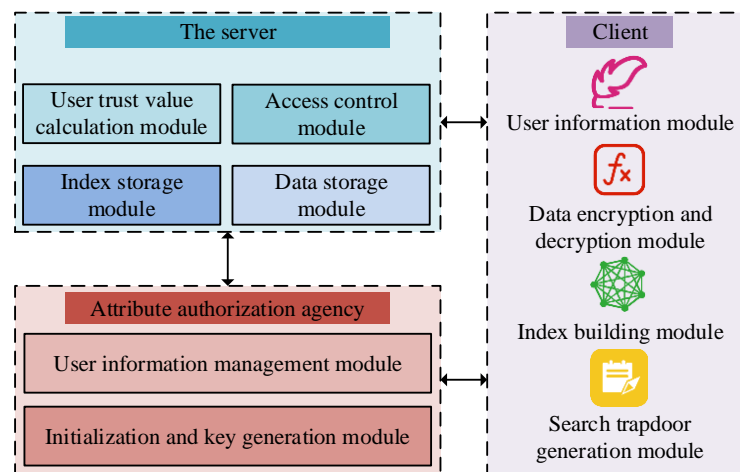 The server
User trust value
calculation module
Access control
module
Index storage
module
Data storage
module
Attribute authorization agency
User information management module
Initialization and key generation module
Client
User information module
fx
Data encryption and
decryption module
Index building module
Search trapdoor
generation module